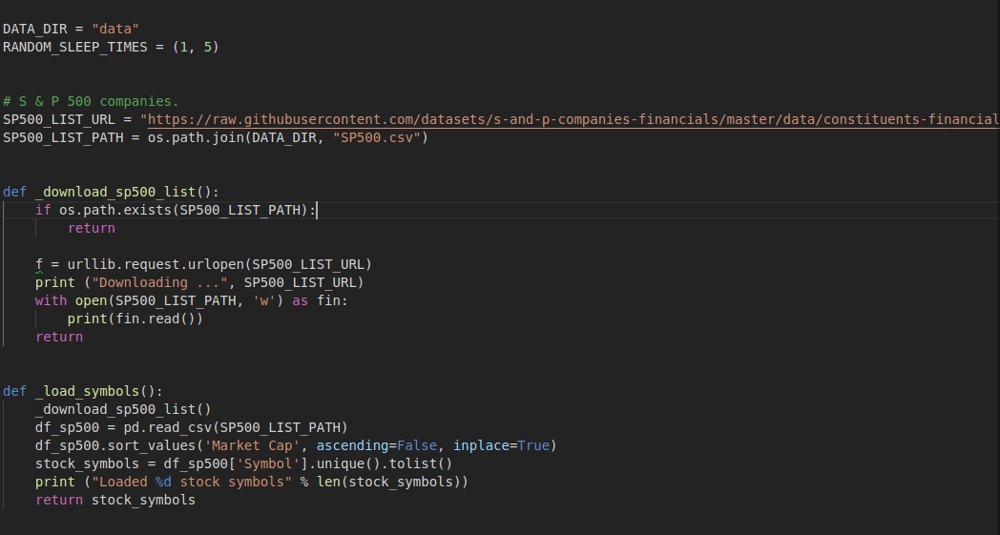 DATA_DIR = "data"
RANDOM_SLEEP_TIMES = (1, 5)
# S & P 500 companies.
SP500_LIST_URL = "https://raw.githubusercontent.com/datasets/s-and-p-companies-financials/master/data/constituents-financial
SP500_LIST_PATH = os.path.join(DATA_DIR, "SP500.csv")
def _download_sp500_list():
    if os.path.exists(SP500_LIST_PATH):
        return
    f = urllib.request.urlopen(SP500_LIST_URL)
    print ("Downloading ...", SP500_LIST_URL)
    with open(SP500_LIST_PATH, 'w') as fin:
        print(fin.read())
    return
def _load_symbols():
    _download_sp500_list()
    df_sp500 = pd.read_csv(SP500_LIST_PATH)
    df_sp500.sort_values('Market Cap', ascending=False, inplace=True)
    stock_symbols = df_sp500['Symbol'].unique().tolist()
    print ("Loaded %d stock symbols" % len(stock_symbols))
    return stock_symbols